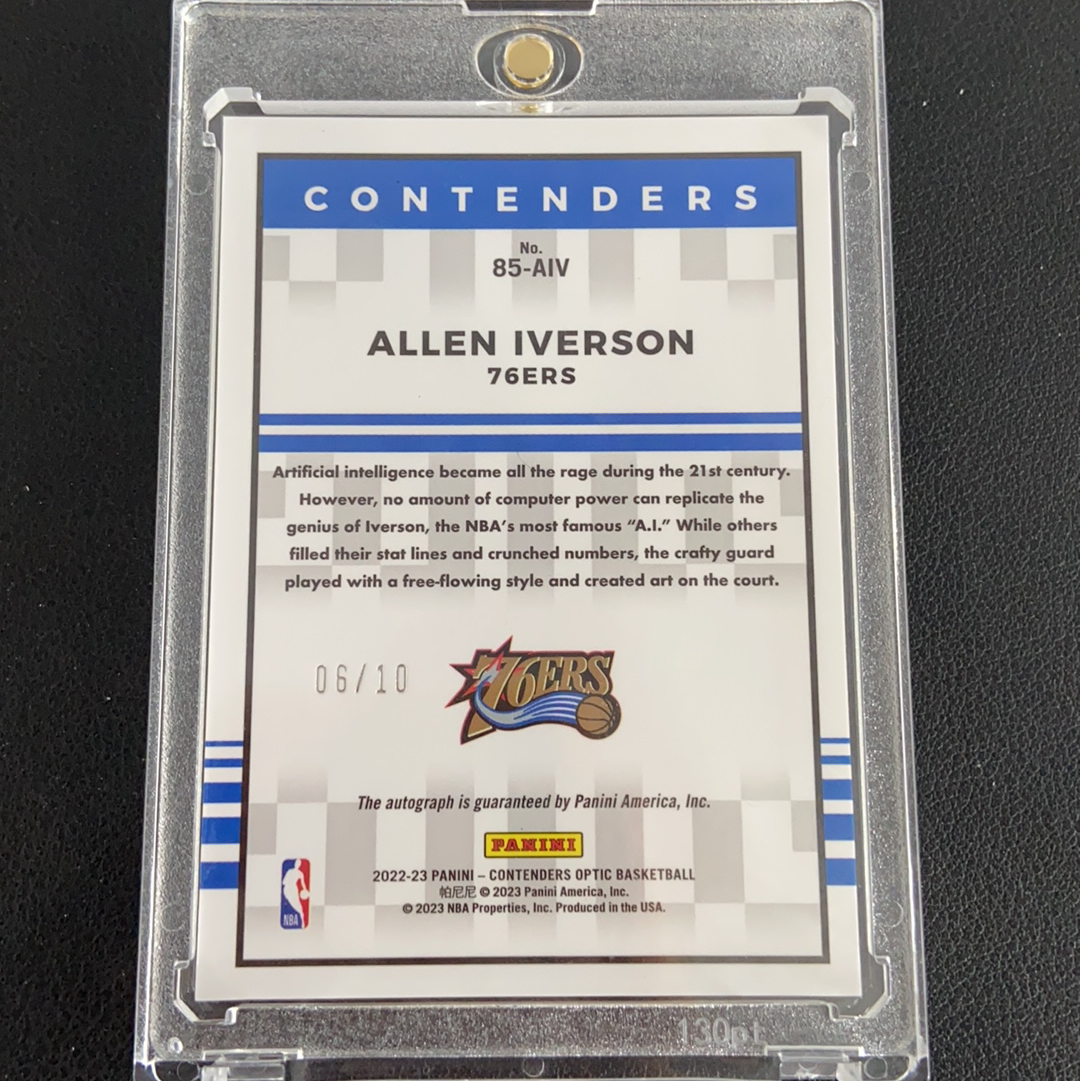 CONTENDERS
No.
85-AIV
ALLEN IVERSON
76ERS
Artificial intelligence became all the rage during the 21st century.
However, no amount of computer power can replicate the
genius of Iverson, the NBA's most famous “A.I.” While others
filled their stat lines and crunched numbers, the crafty guard
played with a free-flowing style and created art on the court.
06/10
76ERS
The autograph is guaranteed by Panini America, Inc.
PANINI
2022-23 PANINI – CONTENDERS OPTIC BASKETBALL
帕尼尼 © 2023 Panini America, Inc.
© 2023 NBA Properties, Inc. Produced in the USA.
NBA
130pt